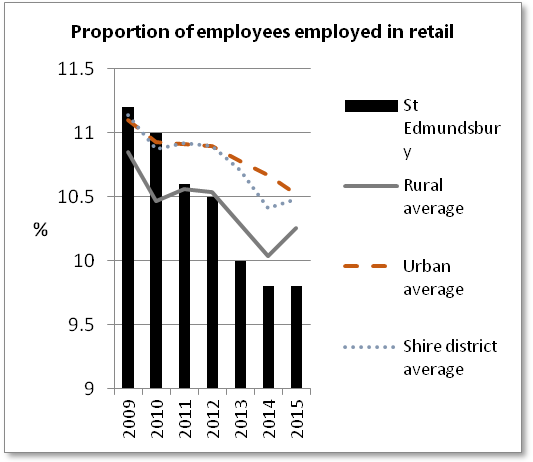 Proportion of employees employed in retail
11.5
11
10.5
10
9.5
9
%
2009
2010
2011
2012
2013
2014
2015
St
Edmundsbur
y
Rural
average
Urban
average
Shire district
average